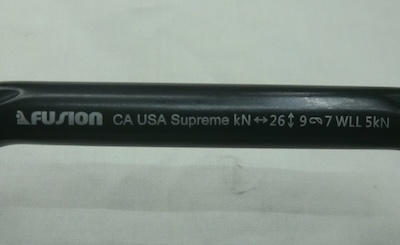 FUSION CA USA Supreme kN ↔26 ↕ 9 ⟲7 WLL 5kN